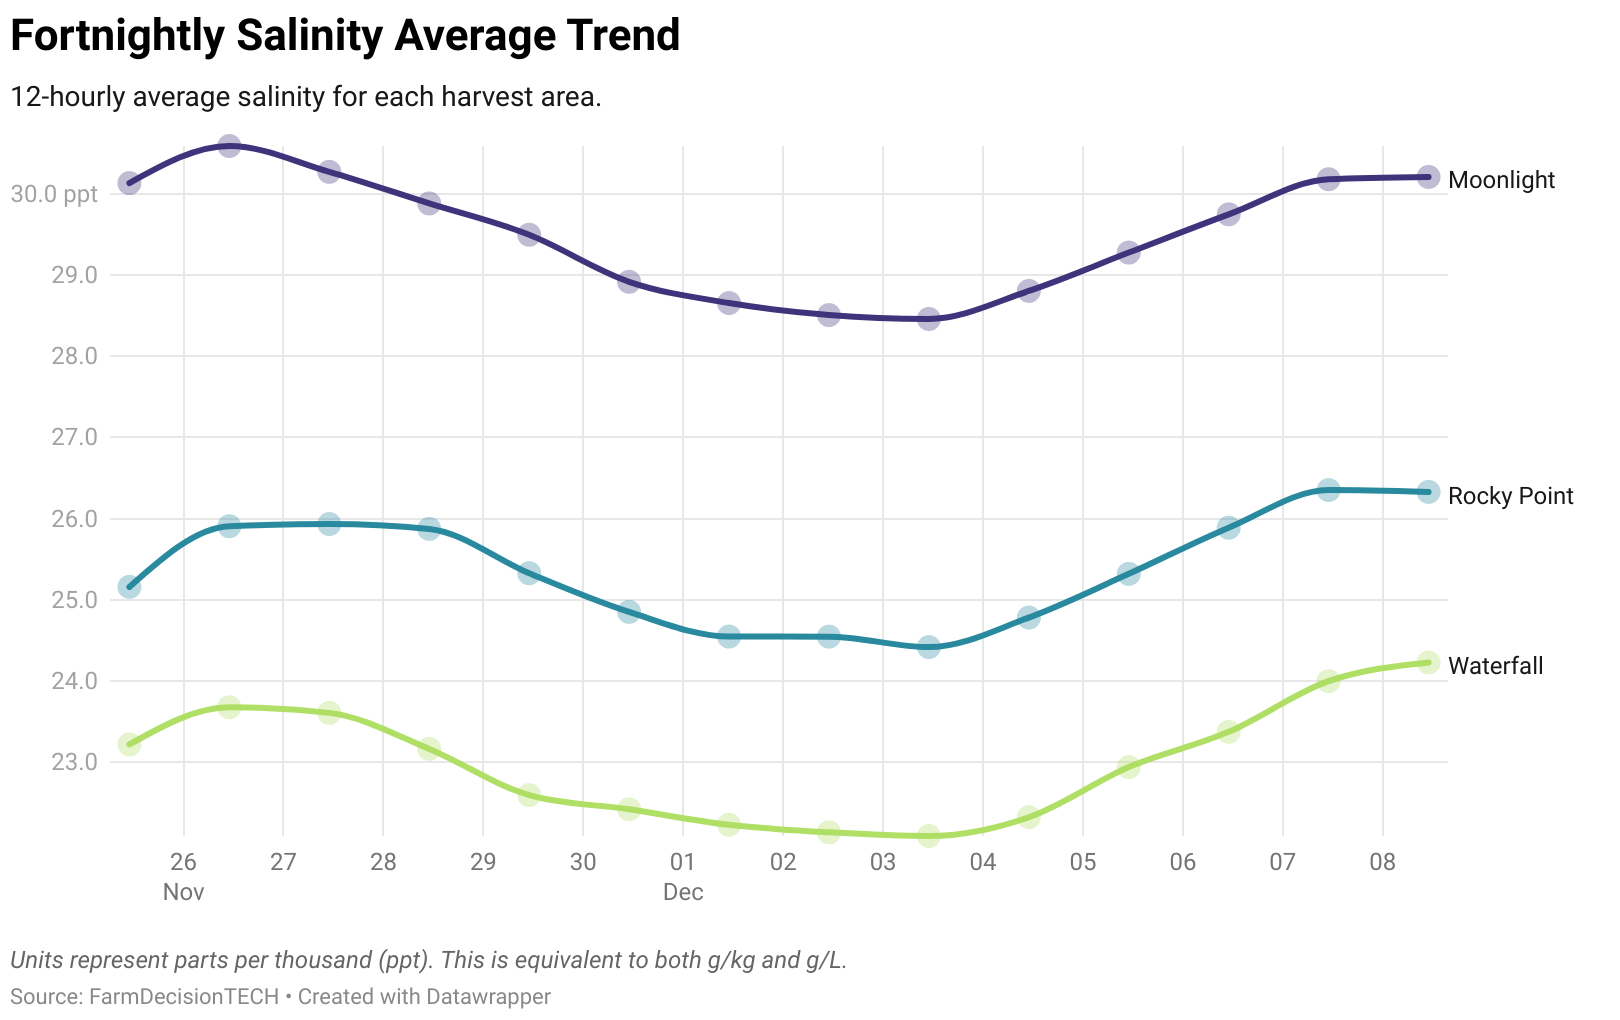 Fortnightly Salinity Average Trend
12-hourly average salinity for each harvest area.
30.0 ppt
29.0
28.0
27.0
26.0
25.0
24.0
23.0
Moonlight
Rocky Point
Waterfall
26 27 28 29 30 01 02 03 04 05 06 07 08
Nov Dec
Units represent parts per thousand (ppt). This is equivalent to both g/kg and g/L.
Source: FarmDecisionTECH • Created with Datawrapper